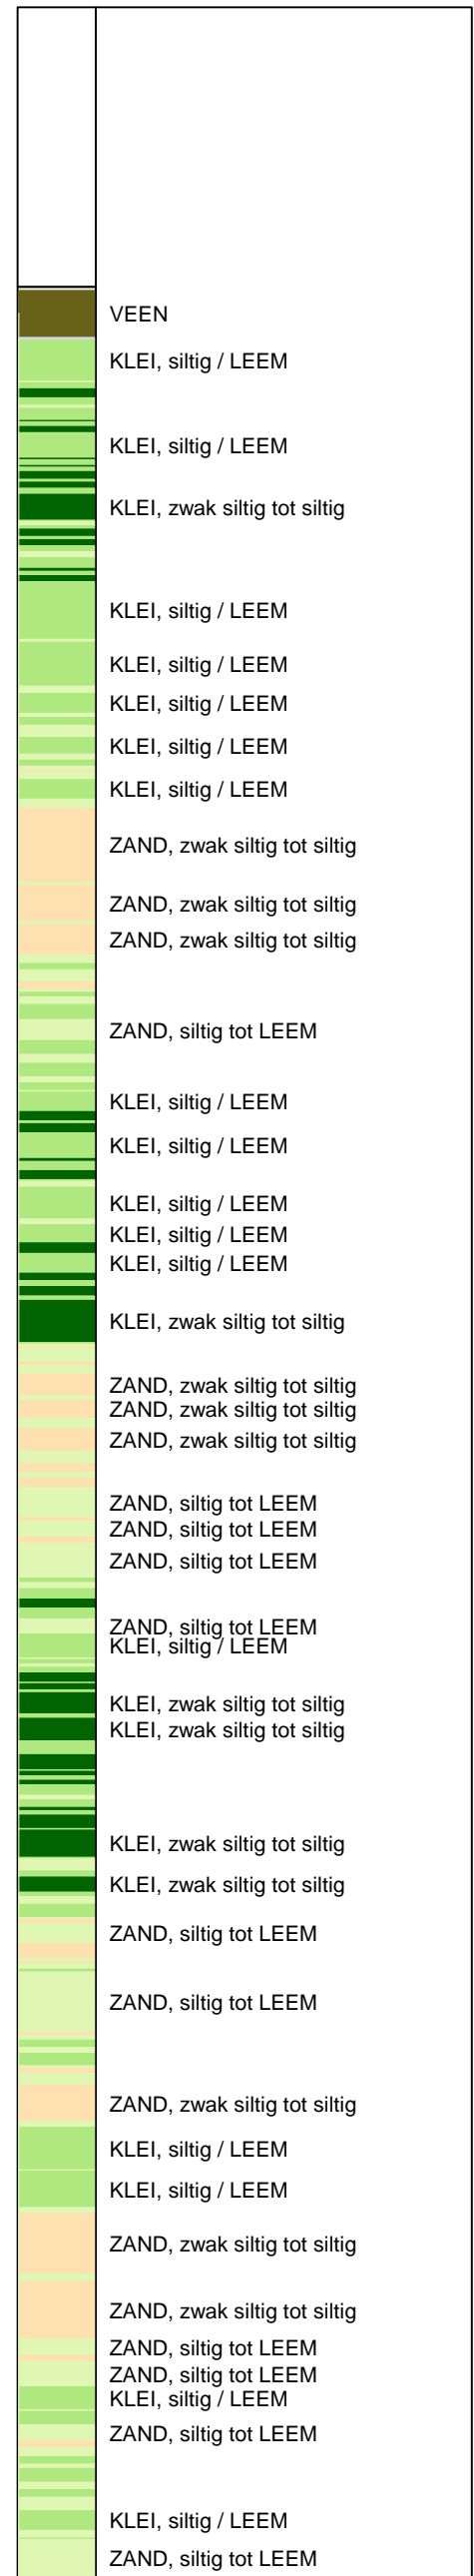 VEEN
KLEI, siltig / LEEM
KLEI, siltig / LEEM
KLEI, zwak siltig tot siltig
KLEI, siltig / LEEM
KLEI, siltig / LEEM
KLEI, siltig / LEEM
KLEI, siltig / LEEM
KLEI, siltig / LEEM
ZAND, zwak siltig tot siltig
ZAND, zwak siltig tot siltig
ZAND, zwak siltig tot siltig
ZAND, siltig tot LEEM
KLEI, siltig / LEEM
KLEI, siltig / LEEM
KLEI, siltig / LEEM
KLEI, siltig / LEEM
KLEI, siltig / LEEM
KLEI, zwak siltig tot siltig
ZAND, zwak siltig tot siltig
ZAND, zwak siltig tot siltig
ZAND, zwak siltig tot siltig
ZAND, siltig tot LEEM
ZAND, siltig tot LEEM
ZAND, siltig tot LEEM
ZAND, siltig tot LEEM
KLEI, siltig / LEEM
KLEI, zwak siltig tot siltig
KLEI, zwak siltig tot siltig
KLEI, zwak siltig tot siltig
KLEI, zwak siltig tot siltig
ZAND, siltig tot LEEM
ZAND, siltig tot LEEM
ZAND, zwak siltig tot siltig
KLEI, siltig / LEEM
KLEI, siltig / LEEM
ZAND, zwak siltig tot siltig
ZAND, zwak siltig tot siltig
ZAND, siltig tot LEEM
ZAND, siltig tot LEEM
KLEI, siltig / LEEM
ZAND, siltig tot LEEM
KLEI, siltig / LEEM
ZAND, siltig tot LEEM